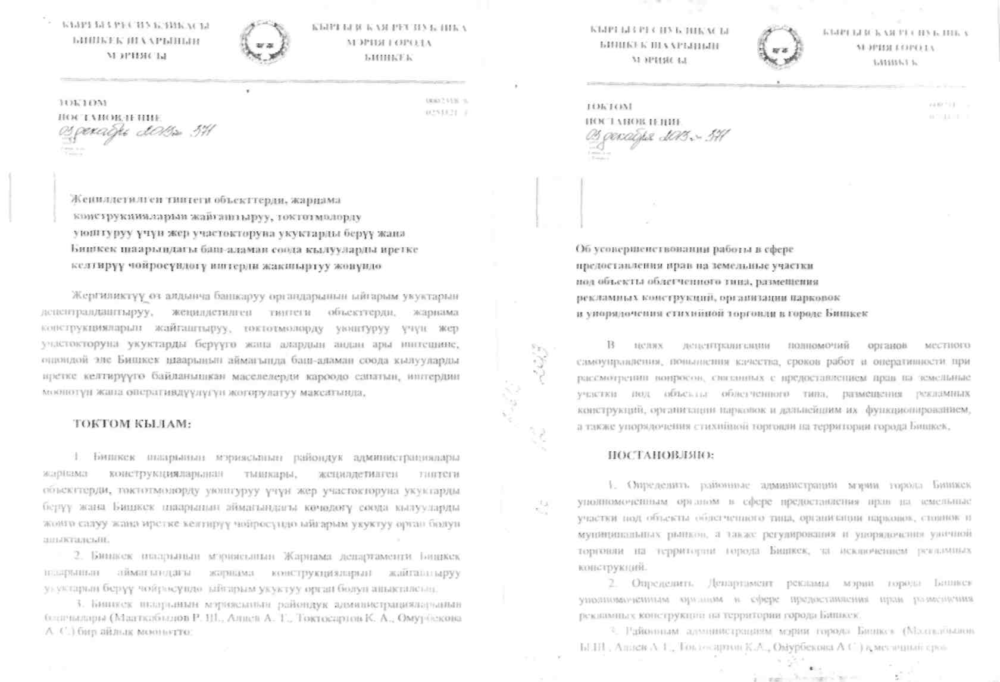 КЫРГЫЗ РЕСПУБЛИКАСЫ
БИШКЕК ШААРЫНЫН
МЭРИЯСЫ
КЫРГЫЗСКАЯ РЕСПУБЛИКА
МЭРИЯ ГОРОДА
БИШКЕК
ТОКТОМ
ПОСТАНОВЛЕНИЕ
03 декабрь 2013 371
Жеңилдетилген типтеги объекттерди, жарнама
конструкцияларын жайгаштыруу, токтотмолорду
уюштуруу үчүн жер участокторуна укуктарды берүү жана
Бишкек шаарындагы баш-аламан соода кылууларды иретке
келтирүү чөйрөсүндөгү иштерди жакшыртуу жөнүндө
Жергиликтүү өз алдынча башкаруу органдарынын ыйгарым укуктарын
децентралдаштыруу, жеңилдетилген типтеги объекттерди, жарнама
конструкцияларын жайгаштыруу, токтотмолорду уюштуруу үчүн жер
участокторуна укуктарды берүүгө жана алардын андан ары иштешине,
ошондой эле Бишкек шаарынын аймагында баш-аламан соода кылууларды
иретке келтирүүгө байланышкан маселелерди кароодо сапатын, иштердин
мөөнөтүн жана оперативдүүлүгүн жогорулатуу максатында,
ТОКТОМ КЫЛАМ:
1. Бишкек шаарынын мэриясынын райондук администрациялары
жарнама конструкцияларынан тышкары, жеңилдетилген типтеги
объекттерди, токтотмолорду уюштуруу үчүн жер участокторуна укуктарды
берүү жана Бишкек шаарынын аймагындагы көчөдөгү соода кылууларды
жөнгө салуу жана иретке келтирүү чөйрөсүндө ыйгарым укуктуу орган болуп
аныкталсын.
2. Бишкек шаарынын мэриясынын Жарнама департаменти Бишкек
шаарынын аймагындагы жарнама конструкцияларын жайгаштыруу
укуктарын берүү чөйрөсүндө ыйгарым укуктуу орган болуп аныкталсын.
3. Бишкек шаарынын мэриясынын райондук администрацияларынын
башчылары (Мааткабылов Р. Ш., Алиев А. Т., Токтосартов К. А., Омурбекова
А. С.) бир айлык мөөнөттө:
КЫРГЫЗ РЕСПУБЛИКАСЫ
БИШКЕК ШААРЫНЫН
МЭРИЯСЫ
КЫРГЫЗСКАЯ РЕСПУБЛИКА
МЭРИЯ ГОРОДА
БИШКЕК
ТОКТОМ
ПОСТАНОВЛЕНИЕ
03 декабря 2013 371
Об усовершенствовании работы в сфере
предоставления прав на земельные участки
под объекты облегченного типа, размещения
рекламных конструкций, организации парковок
и упорядочения стихийной торговли в городе Бишкек
В целях децентрализации полномочий органов местного
самоуправления, повышения качества, сроков работ и оперативности при
рассмотрении вопросов, связанных с предоставлением прав на земельные
участки под объекты облегченного типа, размещения рекламных
конструкций, организации парковок и дальнейшим их функционированием,
а также упорядочения стихийной торговли на территории города Бишкек,
ПОСТАНОВЛЯЮ:
1. Определить районные администрации мэрии города Бишкек
уполномоченным органом в сфере предоставления прав на земельные
участки под объекты облегченного типа, организации парковок, стоянок и
муниципальных рынков, а также регулирования и упорядочения уличной
торговли на территории города Бишкек, за исключением рекламных
конструкций.
2. Определить Департамент рекламы мэрии города Бишкек
уполномоченным органом в сфере предоставления прав размещения
рекламных конструкций на территории города Бишкек.
3. Районным администрациям мэрии города Бишкек (Мааткабылов
Алиев А.Т., Токтосартов К.А., Омурбекова А.С.) в месячный срок